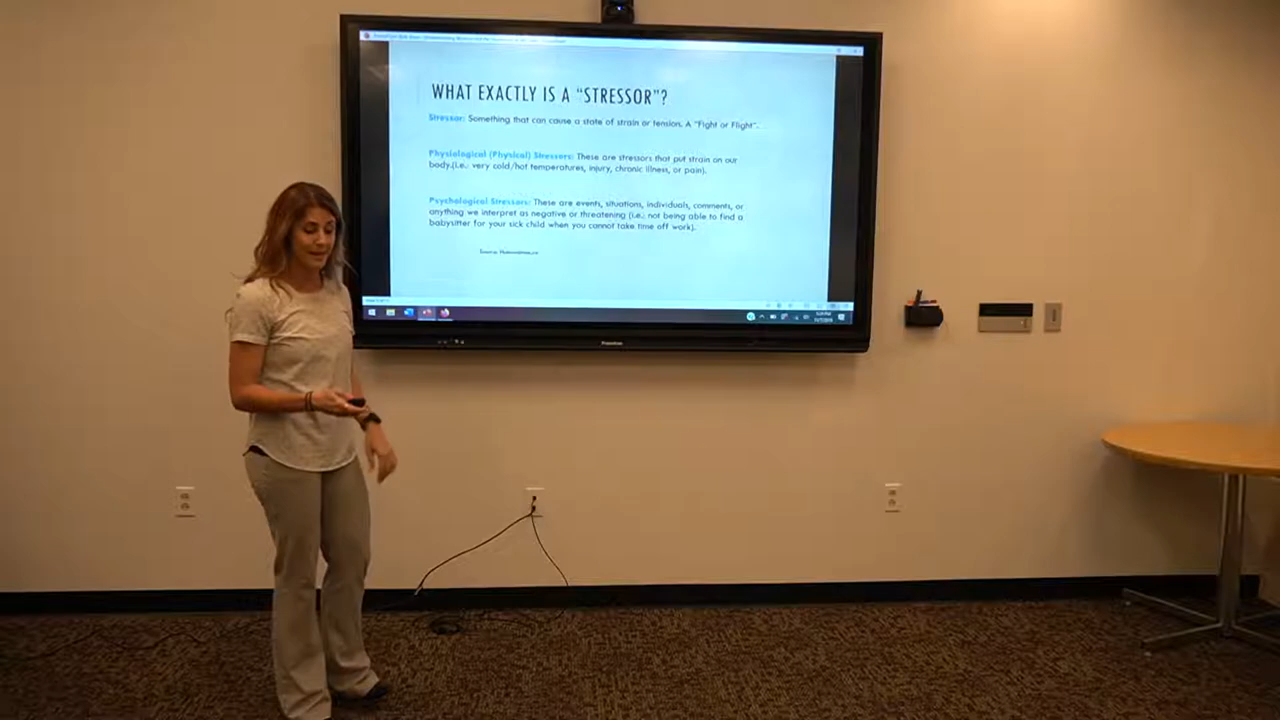 WHAT EXACTLY IS A “STRESSOR”?
Stressor: Something that can cause a state of strain or tension. A “Fight or Flight”.
Physiological (Physical) Stressors: These are stressors that put strain on our
body.(i.e.: very cold/hot temperatures, injury, chronic illness, or pain).
Psychological Stressors: These are events, situations, individuals, comments, or
anything we interpret as negative or threatening (i.e.: not being able to find a
babysitter for your sick child when you cannot take time off work).